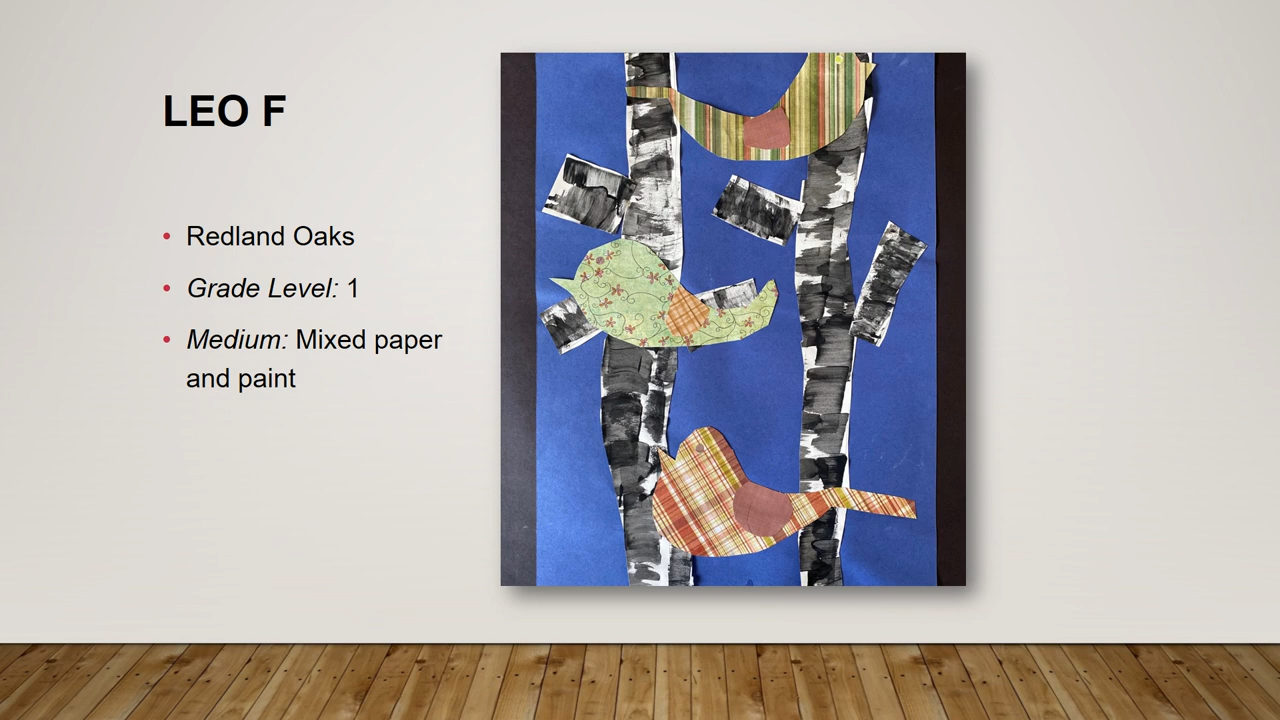 LEO F
• Redland Oaks
• Grade Level: 1
• Medium: Mixed paper
and paint